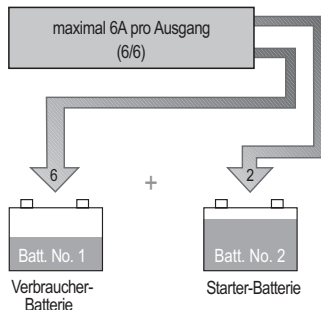 maximal 6A pro Ausgang
(6/6)
6
2
+
Batt. No. 1
Batt. No. 2
Verbraucher-
Batterie
Starter-Batterie